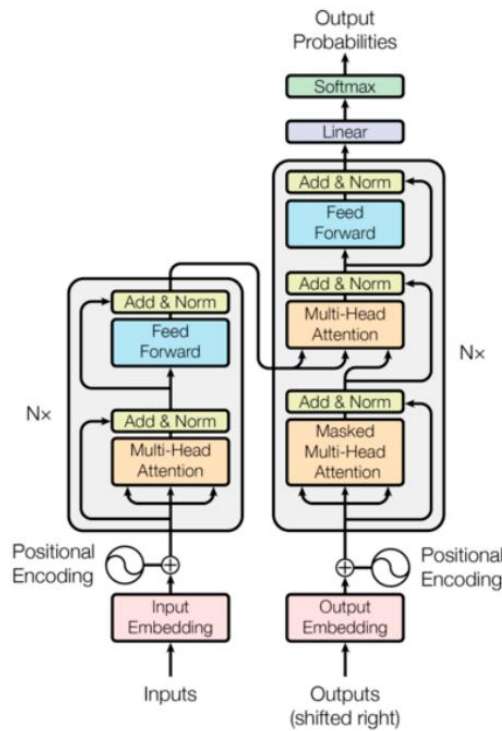 Output
Probabilities
Softmax
Linear
Add & Norm
Feed
Forward
Add & Norm
Multi-Head
Attention
Add & Norm
Masked
Multi-Head
Attention
N×
Add & Norm
Feed
Forward
N×
Add & Norm
Multi-Head
Attention
Positional
Encoding
Positional
Encoding
Input
Embedding
Output
Embedding
Inputs
Outputs
(shifted right)